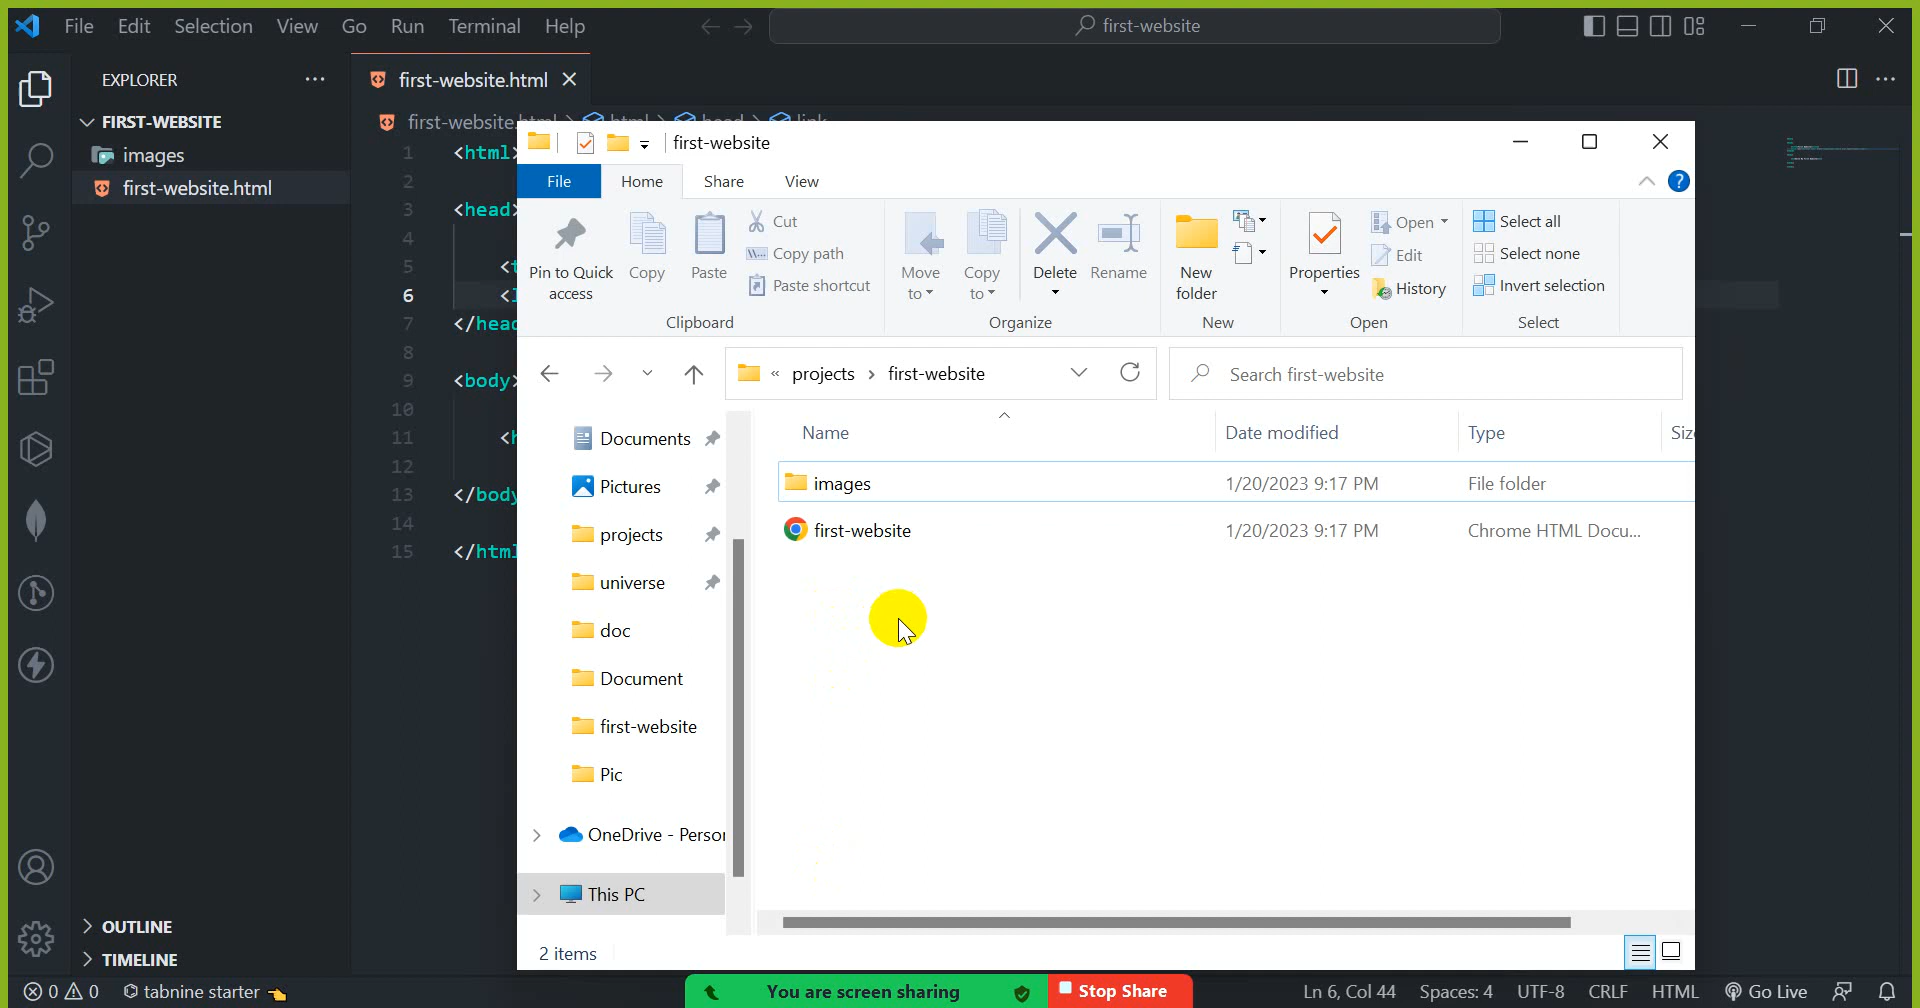 File Edit Selection View Go Run Terminal Help
first-website
EXPLORER
first-website.html
FIRST-WEBSITE
images
first-website.html
first-website.html
1 <html>
2
3 <head>
4
5
6
7 </head
8
9 <body>
10
11
12
13 </body
14
15 </html
OUTLINE
TIMELINE
first-website
File Home Share View
Pin to Quick access
Copy
Paste
Cut
Copy path
Paste shortcut
Clipboard
Move to
Copy to
Delete
Rename
Organize
New folder
New
Properties
Open
Edit
History
Open
Select all
Select none
Invert selection
Select
« projects › first-website
Search first-website
Documents
Pictures
projects
universe
doc
Document
first-website
Pic
OneDrive - Person
This PC
Name Date modified Type Siz
images 1/20/2023 9:17 PM File folder
first-website 1/20/2023 9:17 PM Chrome HTML Docu...
2 items
0 0 tabnine starter
You are screen sharing Stop Share
Ln 6, Col 44 Spaces: 4 UTF-8 CRLF HTML Go Live